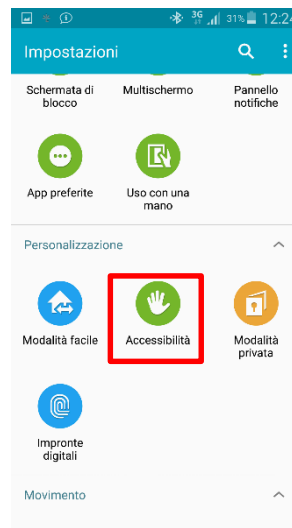 3G 31% 12:24
Impostazioni
Schermata di blocco
Multischermo
Pannello notifiche
App preferite
Uso con una mano
Personalizzazione
Modalità facile
Accessibilità
Modalità privata
Impronte digitali
Movimento